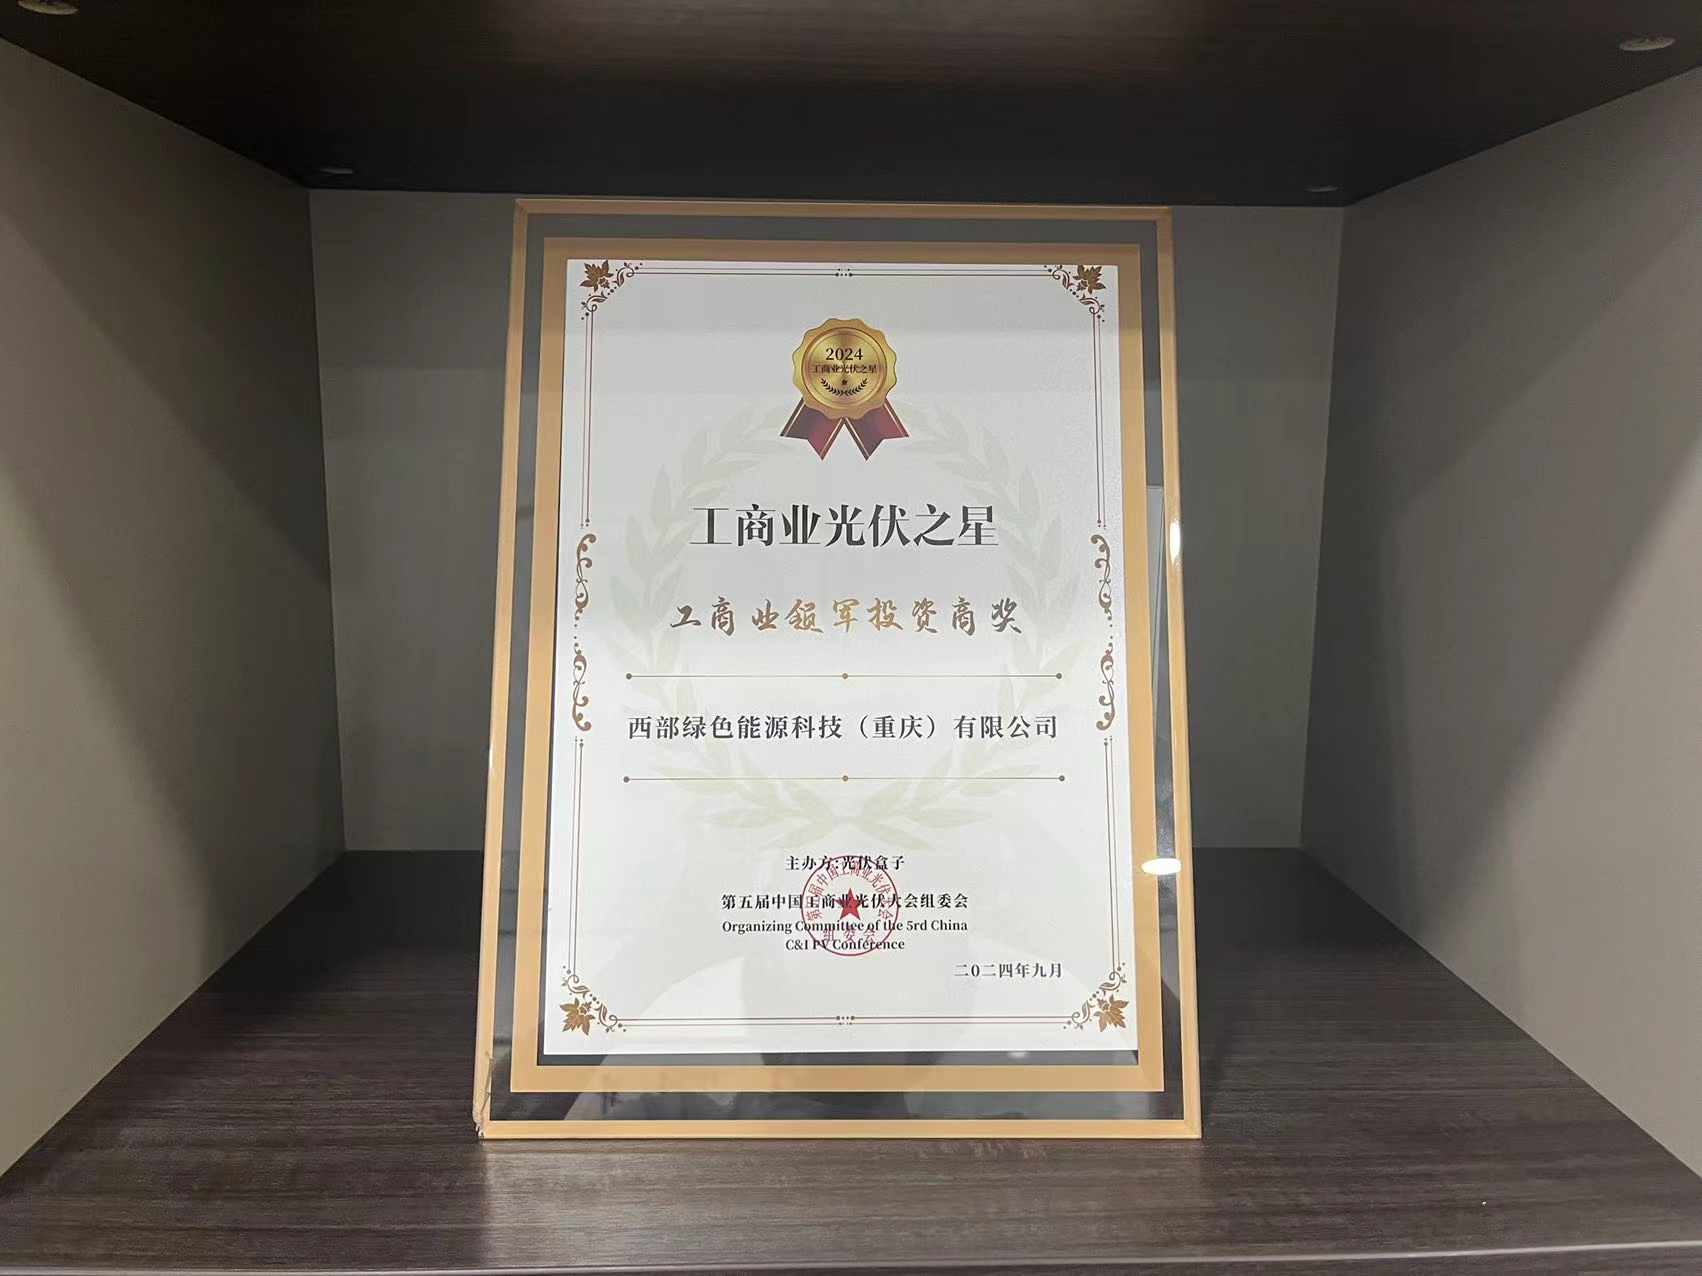 2024
工商业光伏之星
工商业光伏之星
工商业领军投资商奖
西部绿色能源科技（重庆）有限公司
主办方:光伏盒子
第五届中国工商业光伏大会组委会
Organizing Committee of the 5rd China
C&I PV Conference
组委会
二〇二四年九月